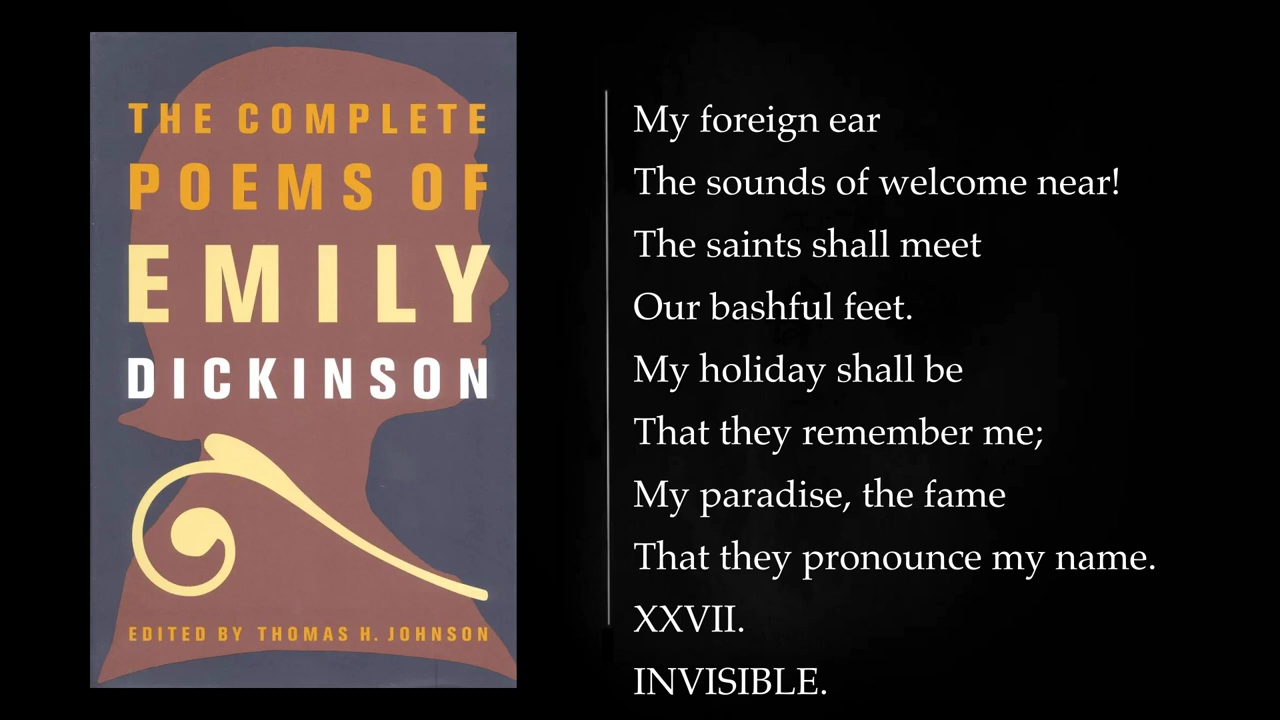 THE COMPLETE
POEMS OF
EMILY
DICKINSON
EDITED BY THOMAS H. JOHNSON
My foreign ear
The sounds of welcome near!
The saints shall meet
Our bashful feet.
My holiday shall be
That they remember me;
My paradise, the fame
That they pronounce my name.
XXVII.
INVISIBLE.